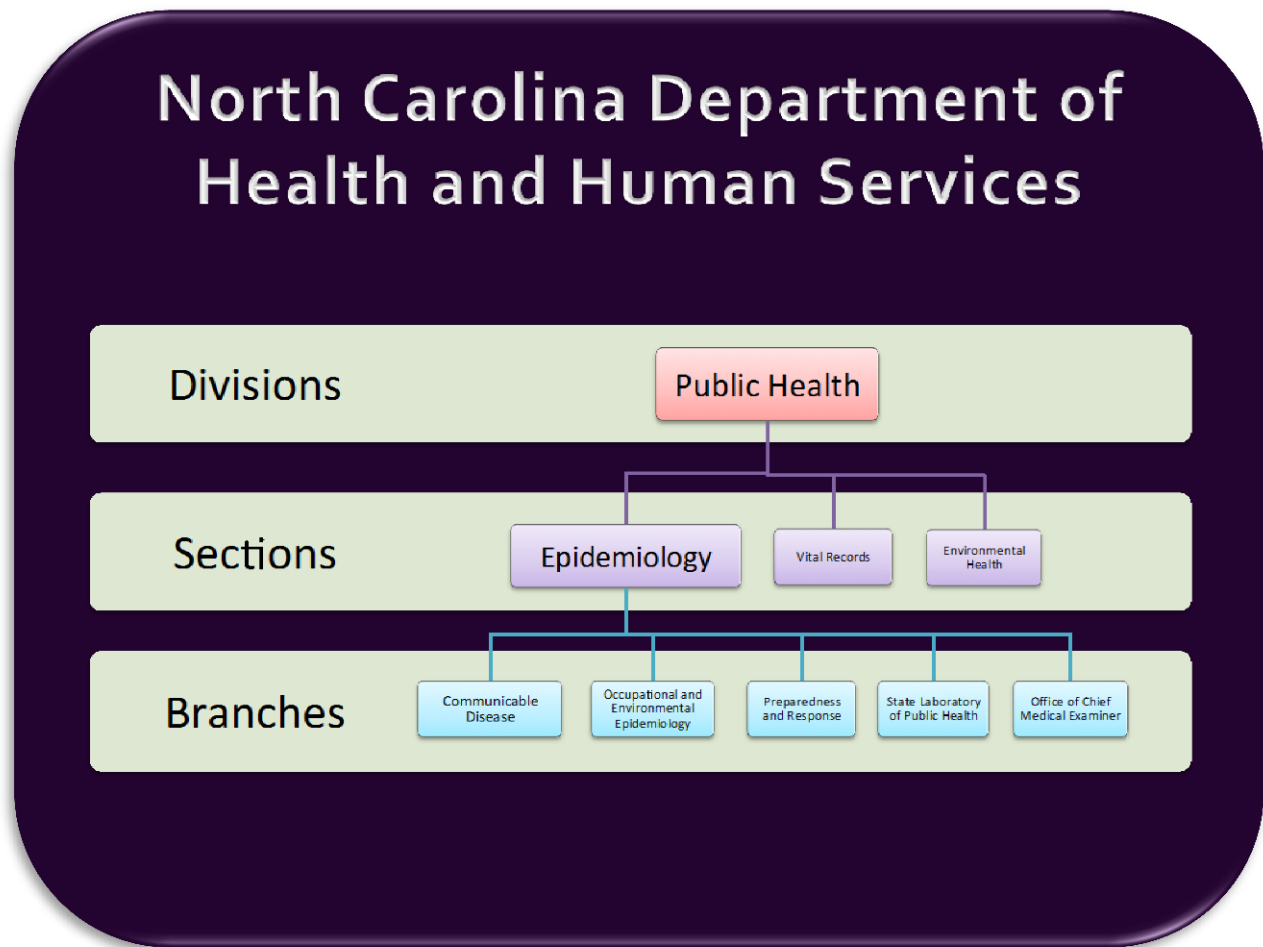 North Carolina Department of
Health and Human Services
Divisions
Public Health
Sections
Epidemiology
Vital Records
Environmental
Health
Branches
Communicable
Disease
Occupational and
Environmental
Epidemiology
Preparedness
and Response
State Laboratory
of Public Health
Office of Chief
Medical Examiner